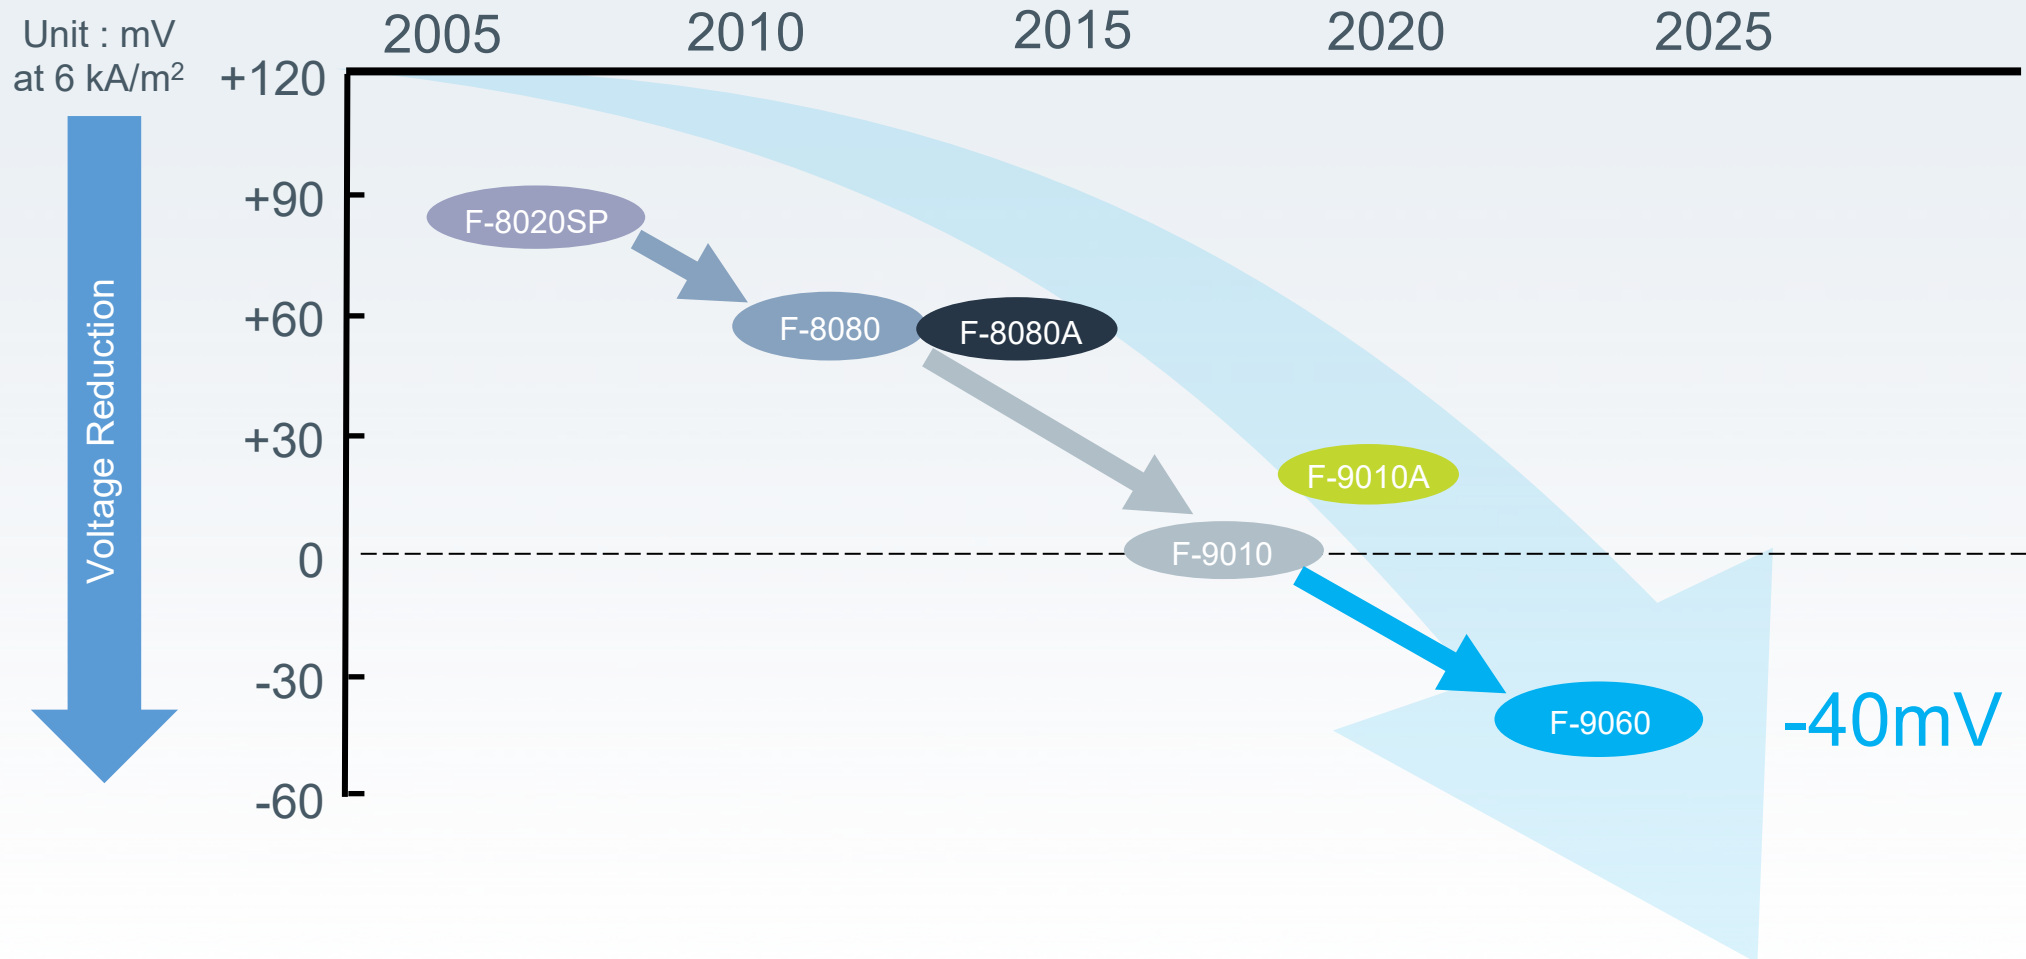 Unit : mV
at 6 kA/m²
2005
2010
2015
2020
2025
+120
+90
+60
+30
0
-30
-60
Voltage Reduction
F-8020SP
F-8080
F-8080A
F-9010A
F-9010
F-9060
-40mV